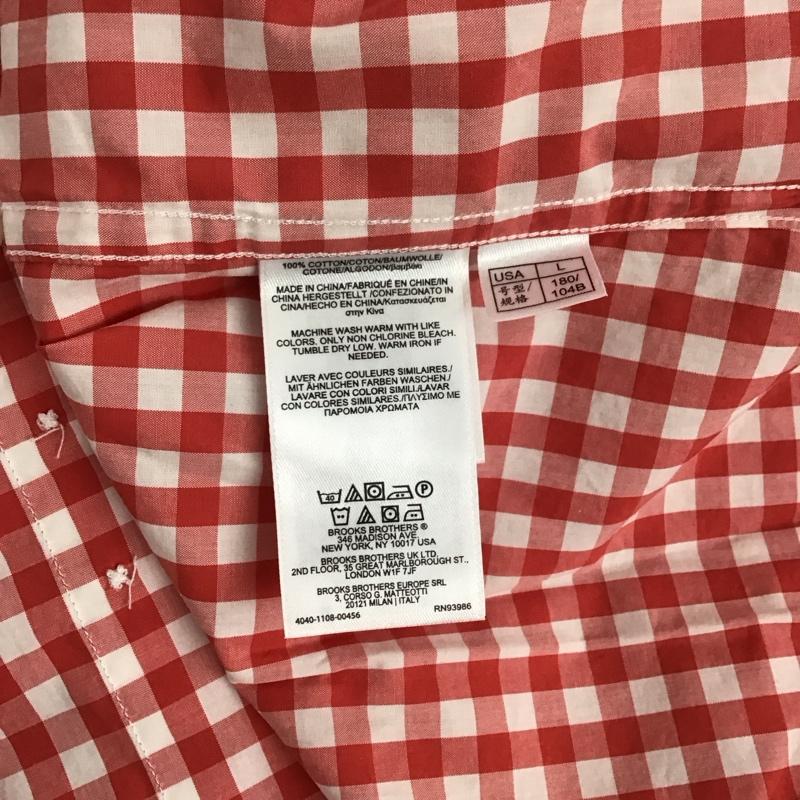 100% COTTON/COTON/BAUMWOLLE/
COTONE/ALGODON/βαμβάκι
MADE IN CHINA/FABRIQUÉ EN CHINE/IN
CHINA HERGESTELLT /CONFEZIONATO IN
CINA/HECHO EN CHINA/Κατασκευάζεται
στην Κίνα
MACHINE WASH WARM WITH LIKE
COLORS. ONLY NON CHLORINE BLEACH.
TUMBLE DRY LOW. WARM IRON IF
NEEDED.
LAVER AVEC COULEURS SIMILAIRES./
MIT ÄHNLICHEN FARBEN WASCHEN./
LAVARE CON COLORI SIMILI./LAVAR
CON COLORES SIMILARES./ΠΛΥΣΙΜΟ ΜΕ
ΠΑΡΟΜΟΙΑ ΧΡΩΜΑΤΑ
40 P
BROOKS BROTHERS ®
346 MADISON AVE.
NEW YORK, NY 10017 USA
BROOKS BROTHERS UK LTD.
2ND FLOOR, 35 GREAT MARLBOROUGH ST.,
LONDON W1F 7JF
BROOKS BROTHERS EUROPE SRL
3, CORSO G. MATTEOTTI
20121 MILAN | ITALY
4040-1108-00456 RN93986
USA L
号型/ 180/
规格 104B